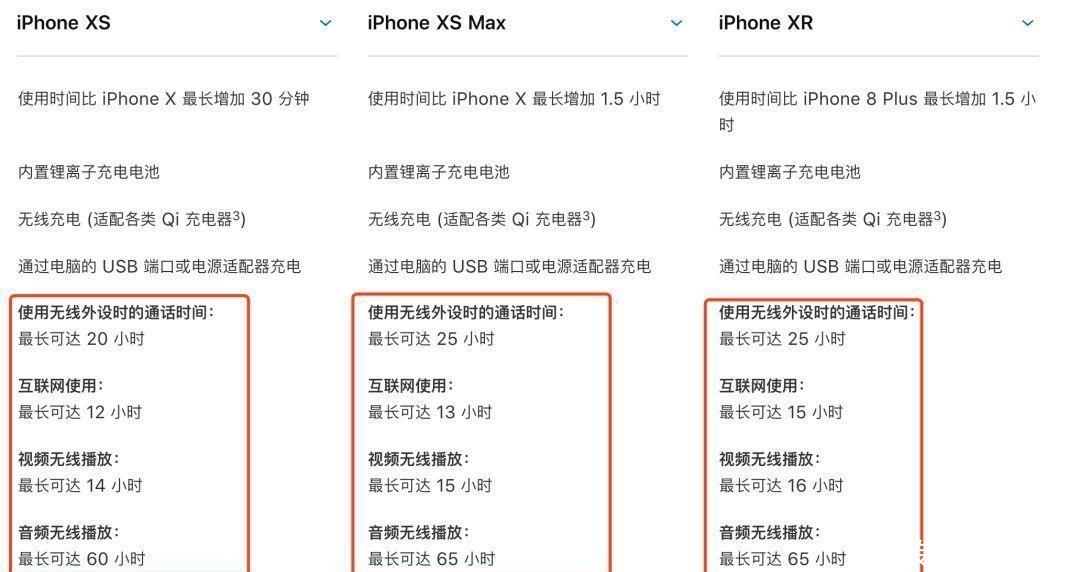 iPhone XS
iPhone XS Max
iPhone XR
使用时间比 iPhone X 最长增加 30 分钟
使用时间比 iPhone X 最长增加 1.5 小时
使用时间比 iPhone 8 Plus 最长增加 1.5 小
时
内置锂离子充电电池
内置锂离子充电电池
内置锂离子充电电池
无线充电 (适配各类 Qi 充电器³)
无线充电 (适配各类 Qi 充电器³)
无线充电 (适配各类 Qi 充电器³)
通过电脑的 USB 端口或电源适配器充电
通过电脑的 USB 端口或电源适配器充电
通过电脑的 USB 端口或电源适配器充电
使用无线外设时的通话时间：
最长可达 20 小时
使用无线外设时的通话时间：
最长可达 25 小时
使用无线外设时的通话时间：
最长可达 25 小时
互联网使用：
最长可达 12 小时
互联网使用：
最长可达 13 小时
互联网使用：
最长可达 15 小时
视频无线播放：
最长可达 14 小时
视频无线播放：
最长可达 15 小时
视频无线播放：
最长可达 16 小时
音频无线播放：
最长可达 60 小时
音频无线播放：
最长可达 65 小时
音频无线播放：
最长可达 65 小时